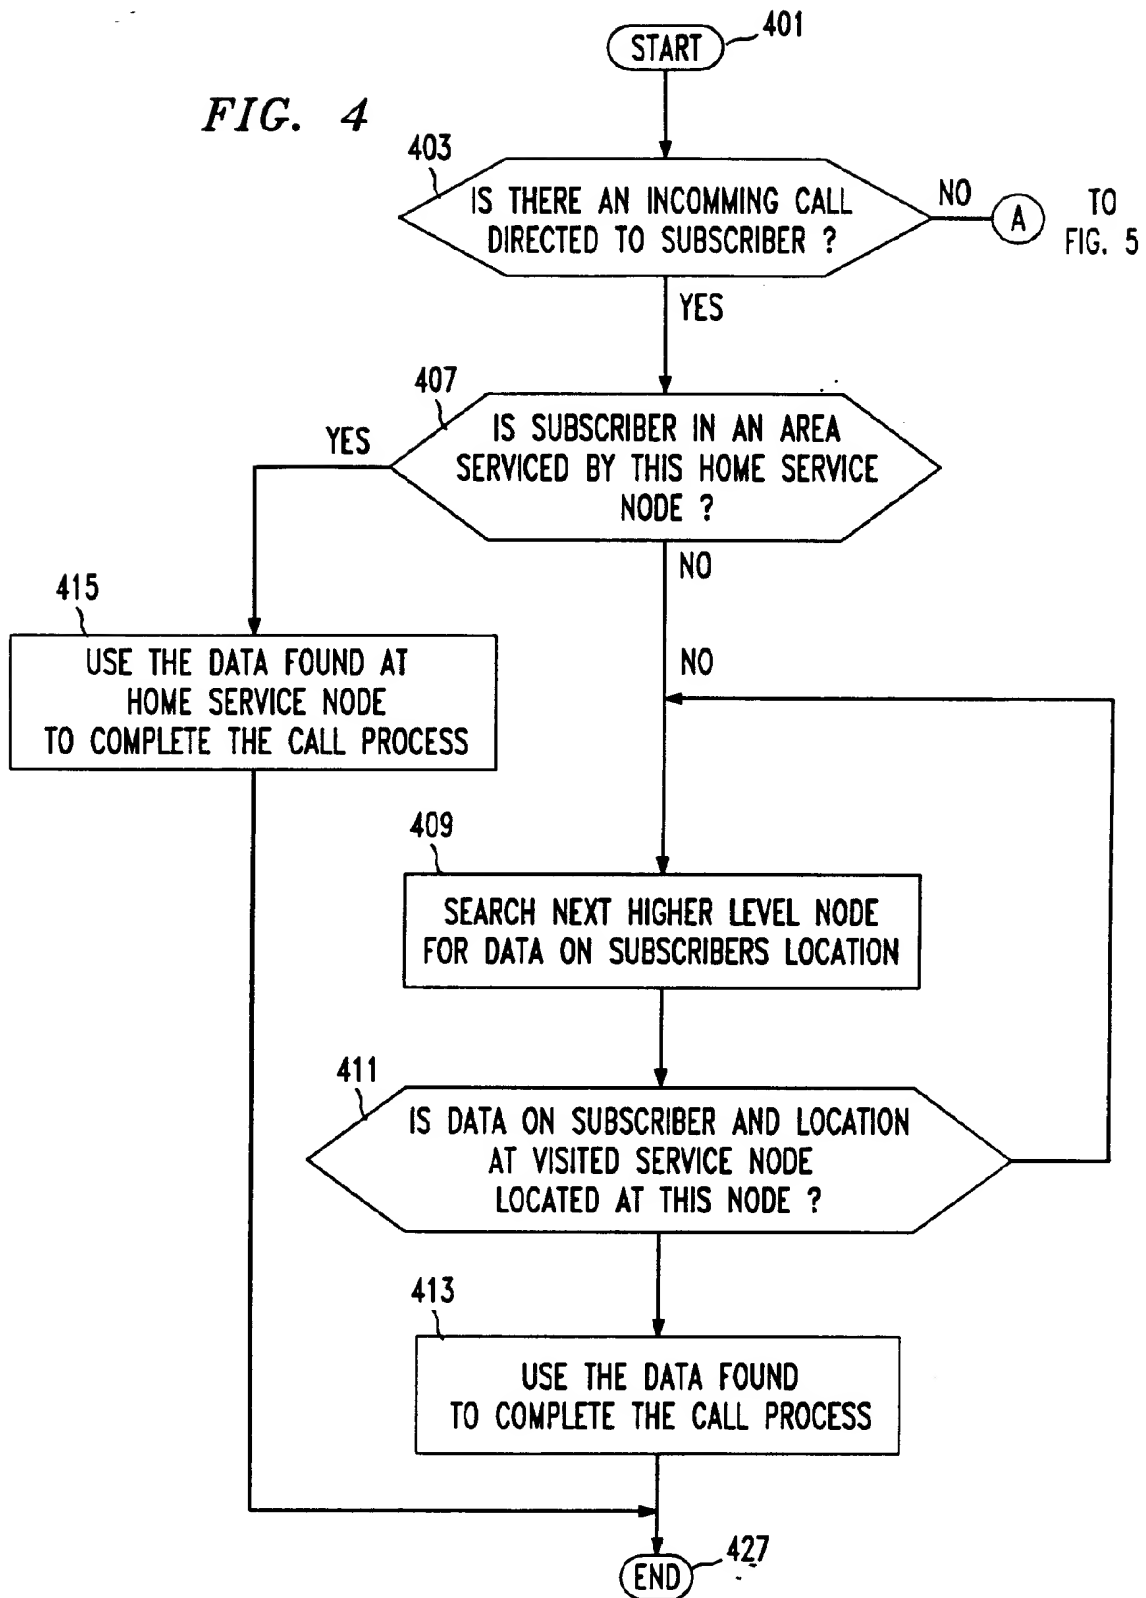 401
START
FIG. 4
403
IS THERE AN INCOMMING CALL
DIRECTED TO SUBSCRIBER ?
NO
A
TO
FIG. 5
YES
407
IS SUBSCRIBER IN AN AREA
SERVICED BY THIS HOME SERVICE
NODE ?
YES
NO
415
USE THE DATA FOUND AT
HOME SERVICE NODE
TO COMPLETE THE CALL PROCESS
NO
409
SEARCH NEXT HIGHER LEVEL NODE
FOR DATA ON SUBSCRIBERS LOCATION
411
IS DATA ON SUBSCRIBER AND LOCATION
AT VISITED SERVICE NODE
LOCATED AT THIS NODE ?
413
USE THE DATA FOUND
TO COMPLETE THE CALL PROCESS
427
END